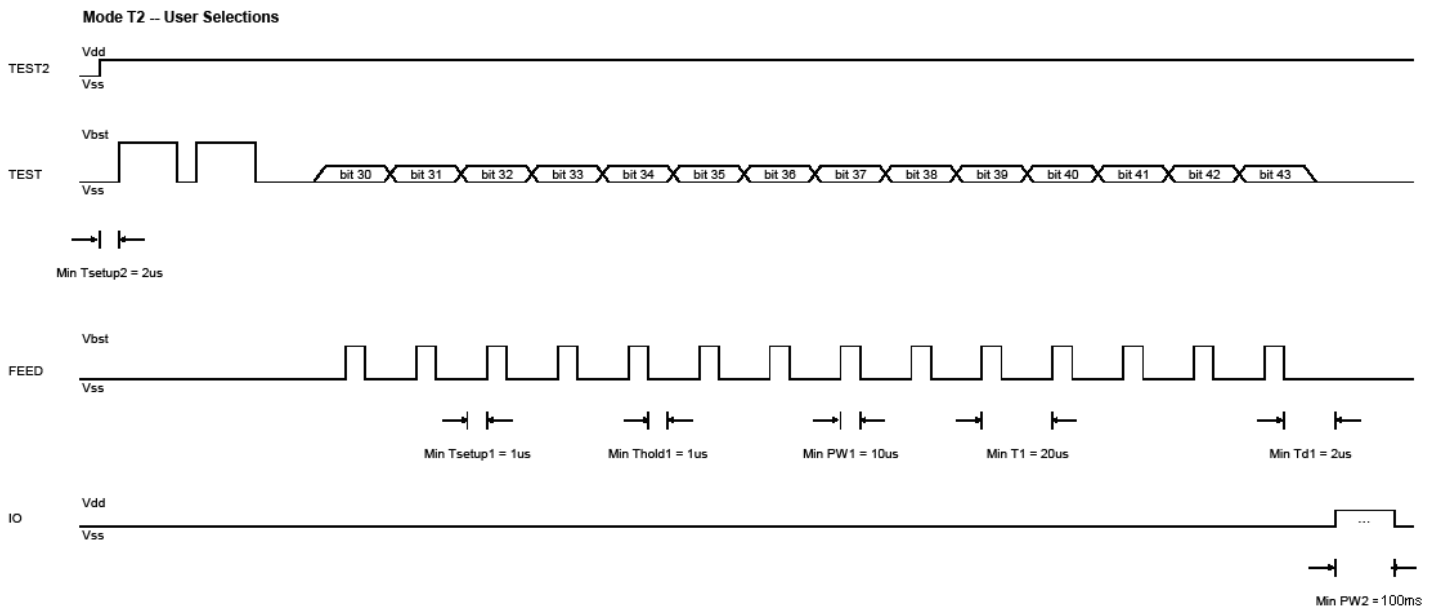 Mode T2 -- User Selections
Vdd
TEST2
Vss
Vbst
TEST
bit 30 bit 31 bit 32 bit 33 bit 34 bit 35 bit 36 bit 37 bit 38 bit 39 bit 40 bit 41 bit 42 bit 43
Vss
Min Tsetup2 = 2us
Vbst
FEED
Vss
Min Tsetup1 = 1us Min Thold1 = 1us Min PW1 = 10us Min T1 = 20us Min Td1 = 2us
Vdd
IO
...
Vss
Min PW2 = 100ms